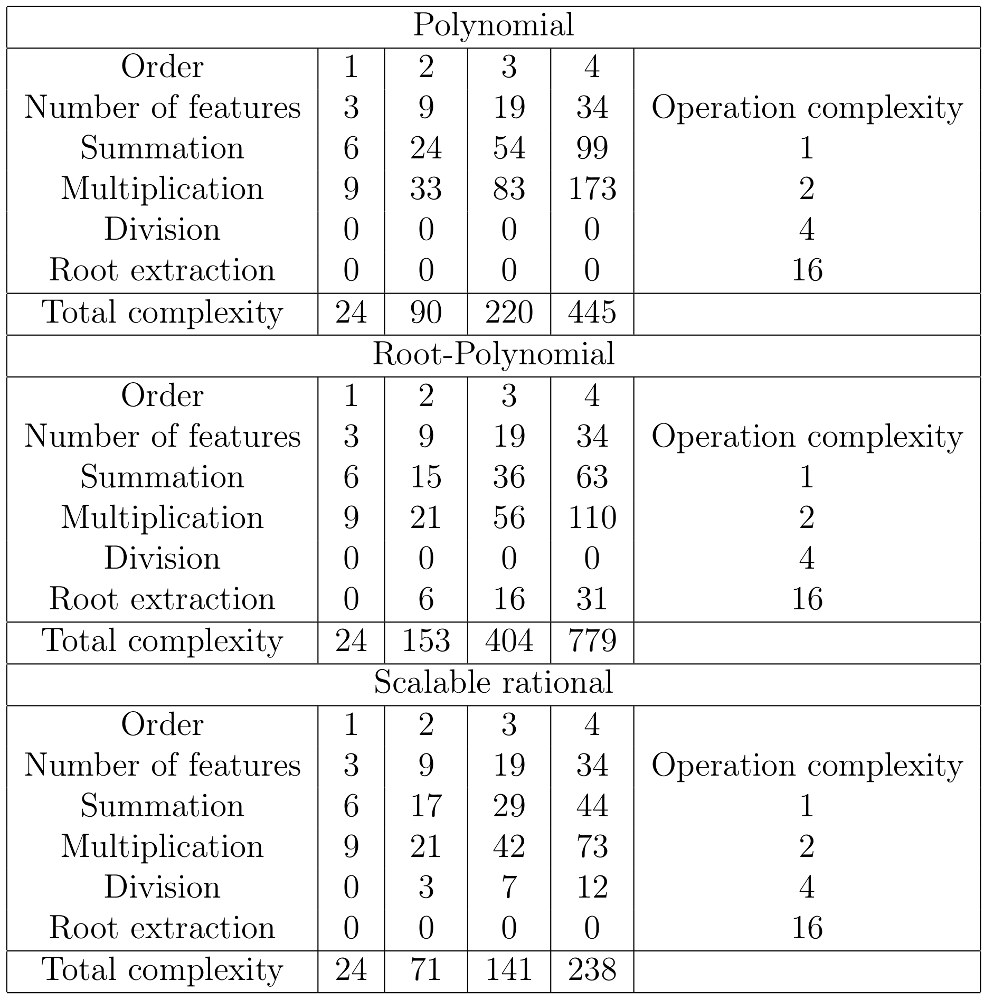 Polynomial
Order 1 2 3 4
Number of features 3 9 19 34 Operation complexity
Summation 6 24 54 99 1
Multiplication 9 33 83 173 2
Division 0 0 0 0 4
Root extraction 0 0 0 0 16
Total complexity 24 90 220 445
Root-Polynomial
Order 1 2 3 4
Number of features 3 9 19 34 Operation complexity
Summation 6 15 36 63 1
Multiplication 9 21 56 110 2
Division 0 0 0 0 4
Root extraction 0 6 16 31 16
Total complexity 24 153 404 779
Scalable rational
Order 1 2 3 4
Number of features 3 9 19 34 Operation complexity
Summation 6 17 29 44 1
Multiplication 9 21 42 73 2
Division 0 3 7 12 4
Root extraction 0 0 0 0 16
Total complexity 24 71 141 238